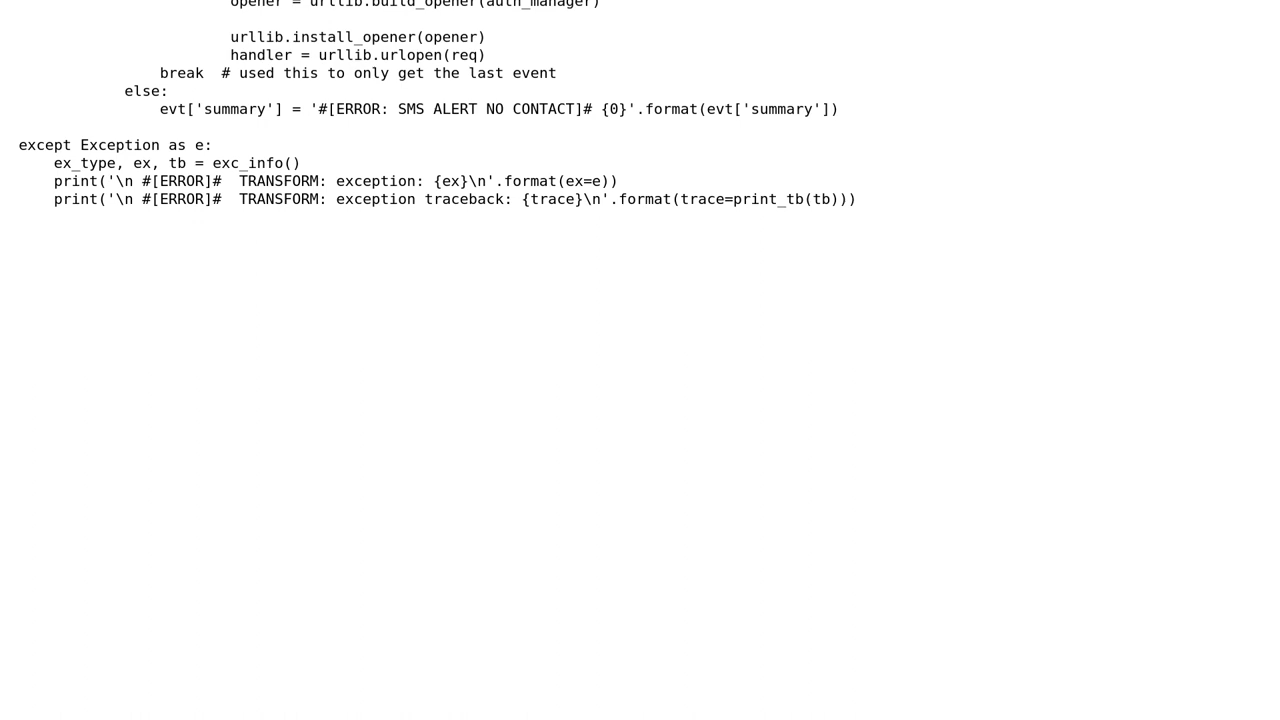 opener = urllib.build_opener(auth_manager)

                        urllib.install_opener(opener)
                        handler = urllib.urlopen(req)
                break  # used this to only get the last event
            else:
                evt['summary'] = '#[ERROR: SMS ALERT NO CONTACT]# {0}'.format(evt['summary'])

except Exception as e:
    ex_type, ex, tb = exc_info()
    print('\n #[ERROR]#  TRANSFORM: exception: {ex}\n'.format(ex=e))
    print('\n #[ERROR]#  TRANSFORM: exception traceback: {trace}\n'.format(trace=print_tb(tb)))